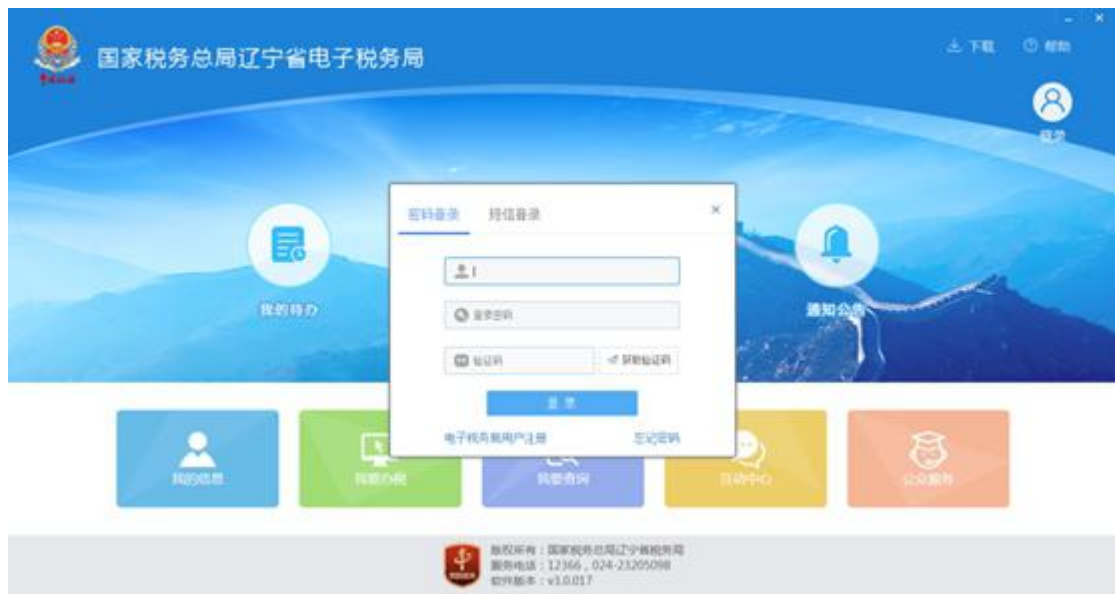 国家税务总局辽宁省电子税务局
下载
帮助
登录
密码登录
短信登录
×
登录密码
验证码
获取验证码
登 录
电子税务局用户注册
忘记密码
我的待办
通知公告
我的信息
我要办税
我要查询
互动中心
公众服务
版权所有：国家税务总局辽宁省税务局
服务电话：12366，024-23205098
软件版本：v3.0.017